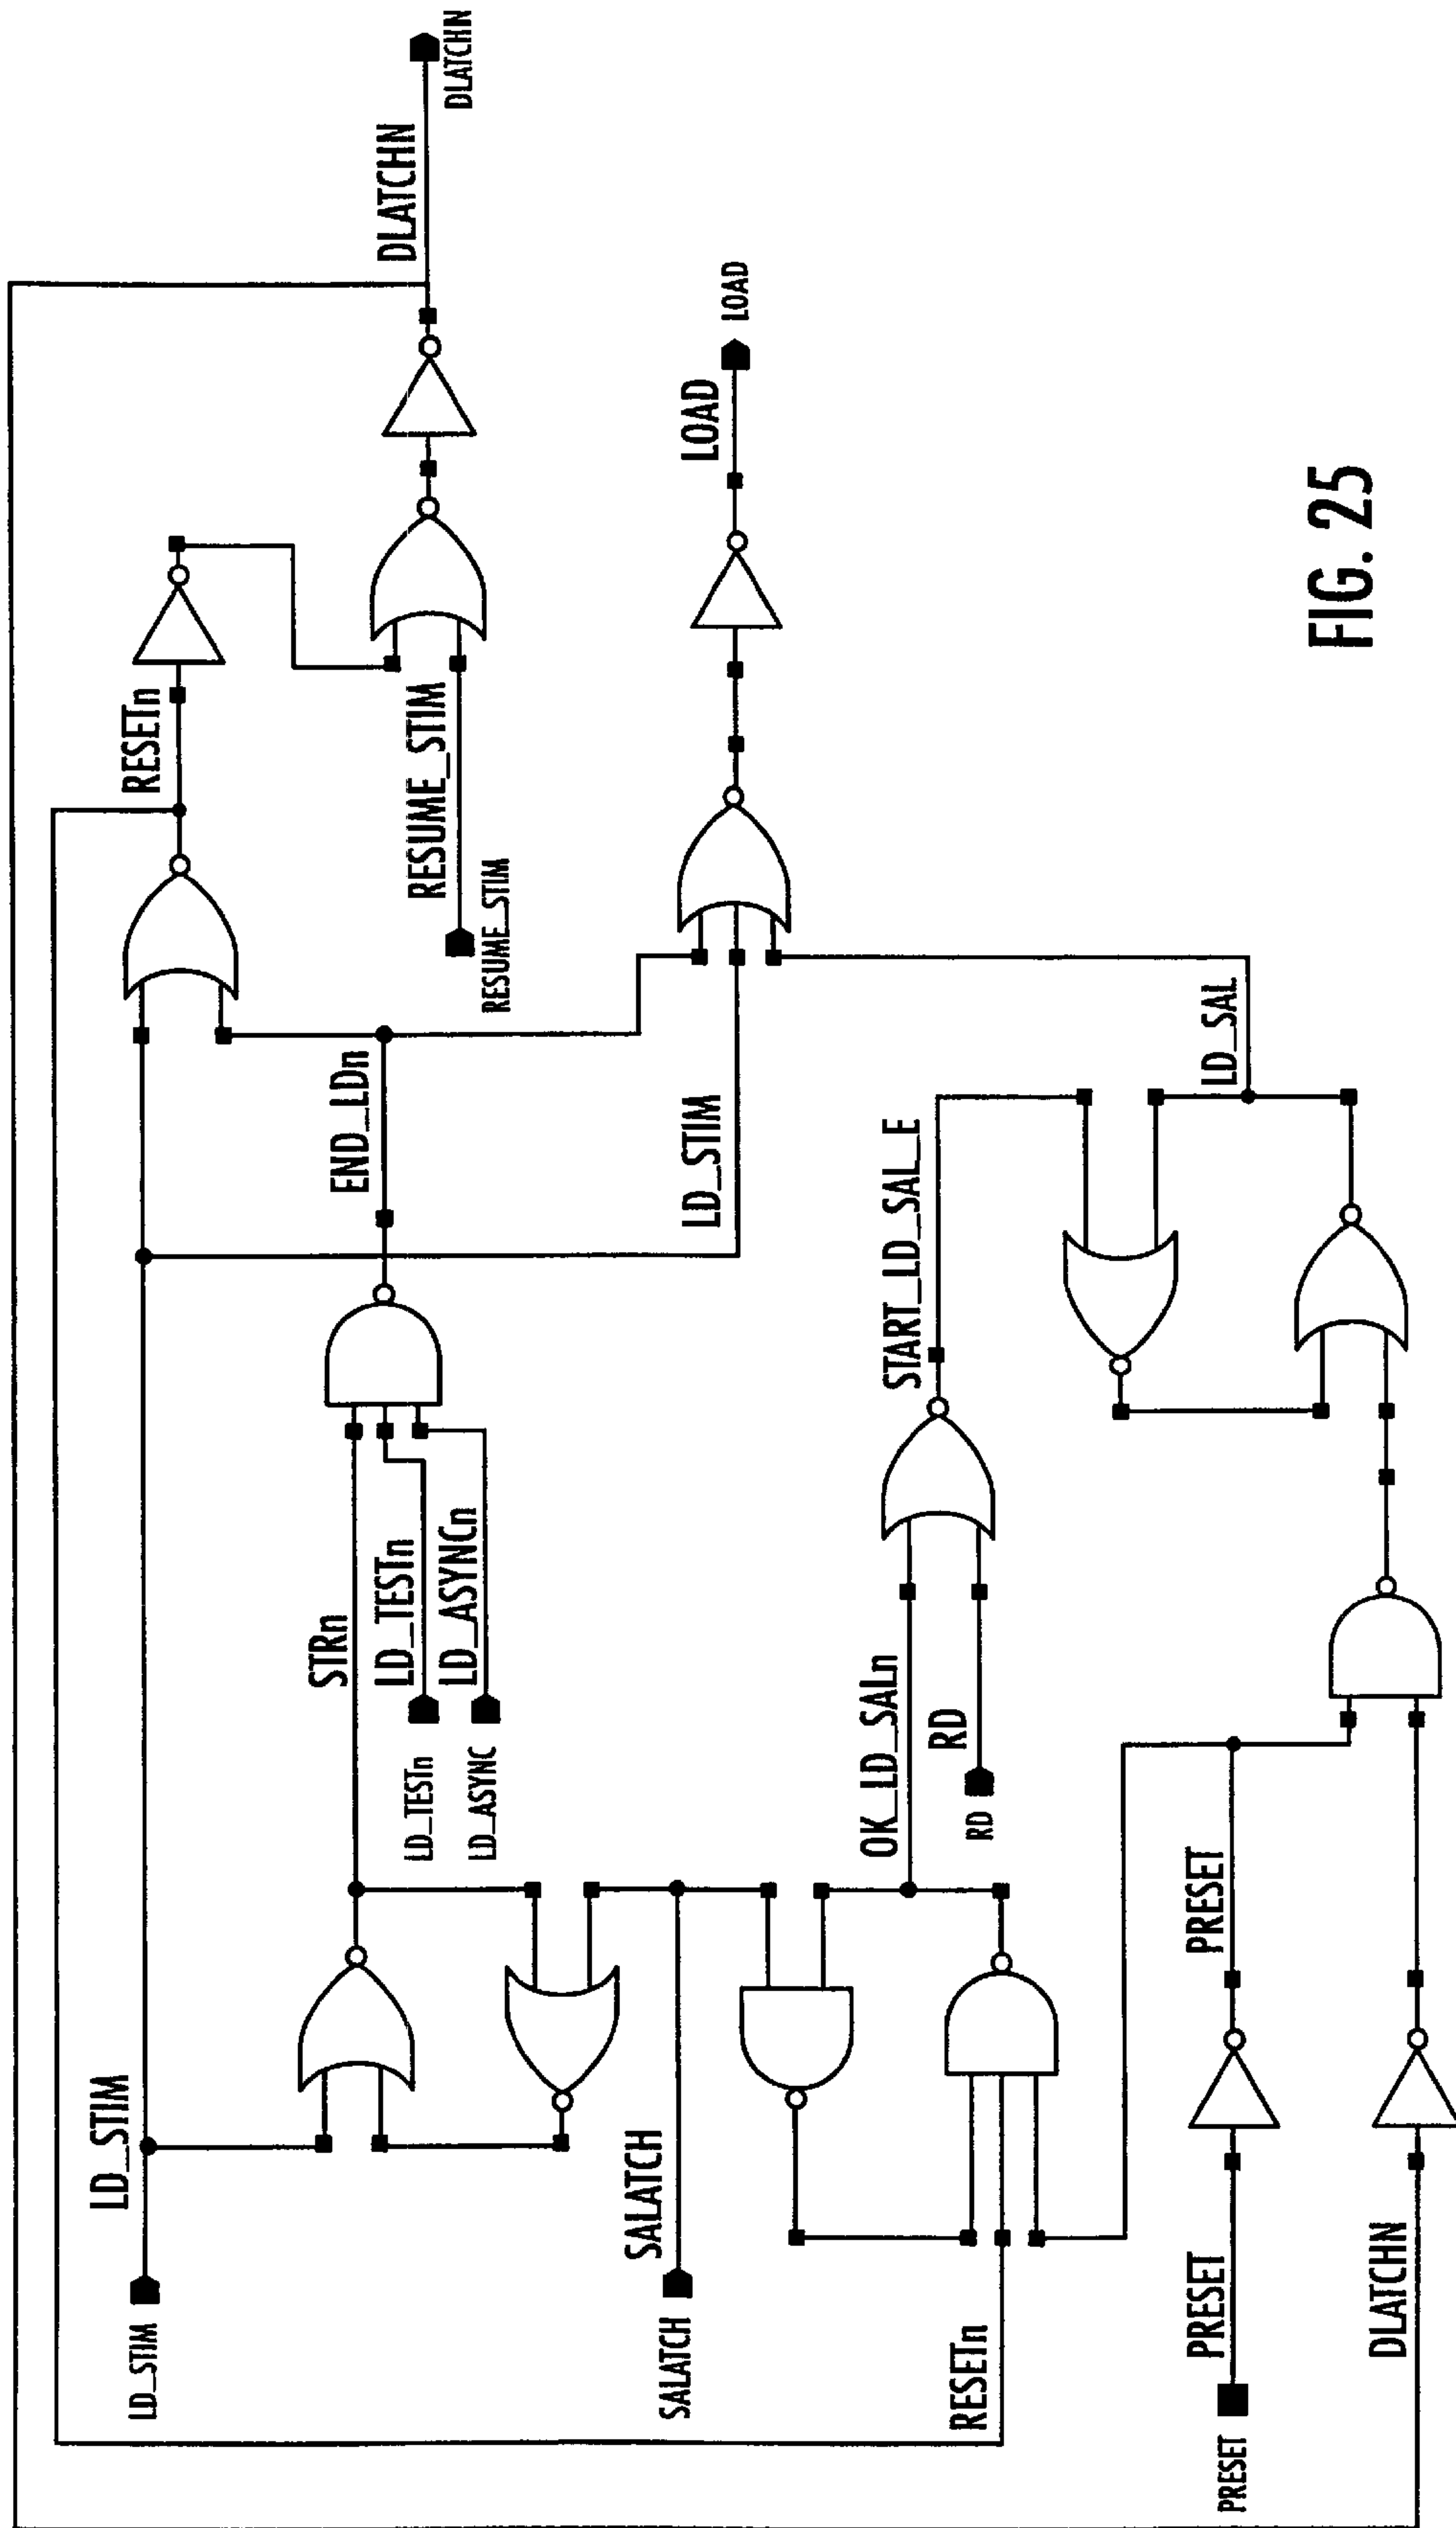 LD_STIM
LD_STIM
RESETn
DLATCHN
DLATCHN
STRn
LD_TESTn
LD_TESTn
LD_ASYNCn
LD_ASYNC
END_LDn
RESUME_STIM
RESUME_STIM
SALATCH
SALATCH
LD_STIM
LOAD
LOAD
OK_LD_SALn
RD
RD
START_LD_SAL_E
RESETn
LD_SAL
PRESET
PRESET
PRESET
DLATCHN
FIG. 25